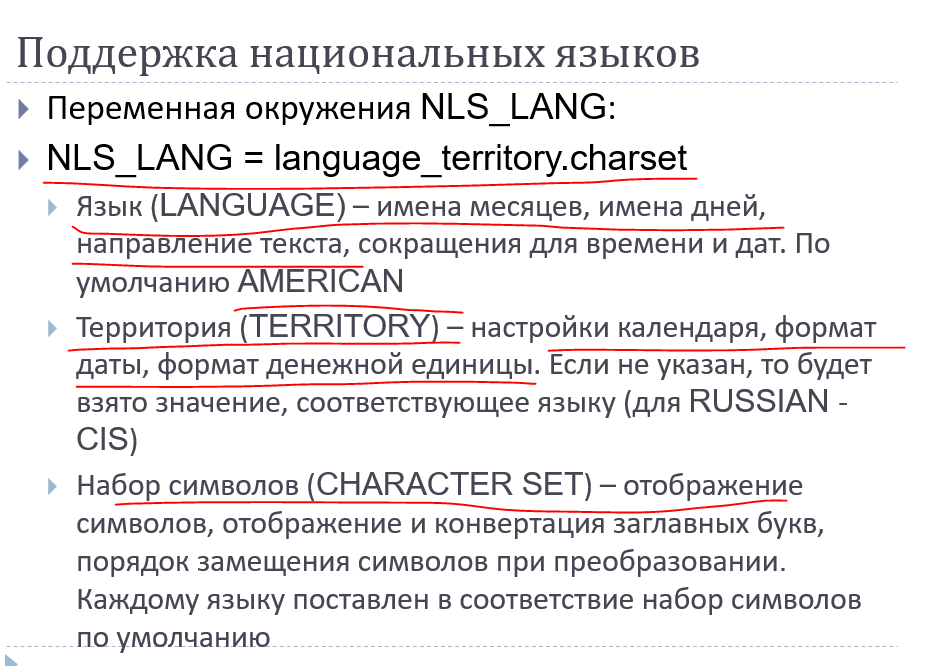 Поддержка национальных языков
Переменная окружения NLS_LANG:
NLS_LANG = language_territory.charset
Язык (LANGUAGE) – имена месяцев, имена дней,
направление текста, сокращения для времени и дат. По
умолчанию AMERICAN
Территория (TERRITORY) – настройки календаря, формат
даты, формат денежной единицы. Если не указан, то будет
взято значение, соответствующее языку (для RUSSIAN -
CIS)
Набор символов (CHARACTER SET) – отображение
символов, отображение и конвертация заглавных букв,
порядок замещения символов при преобразовании.
Каждому языку поставлен в соответствие набор символов
по умолчанию